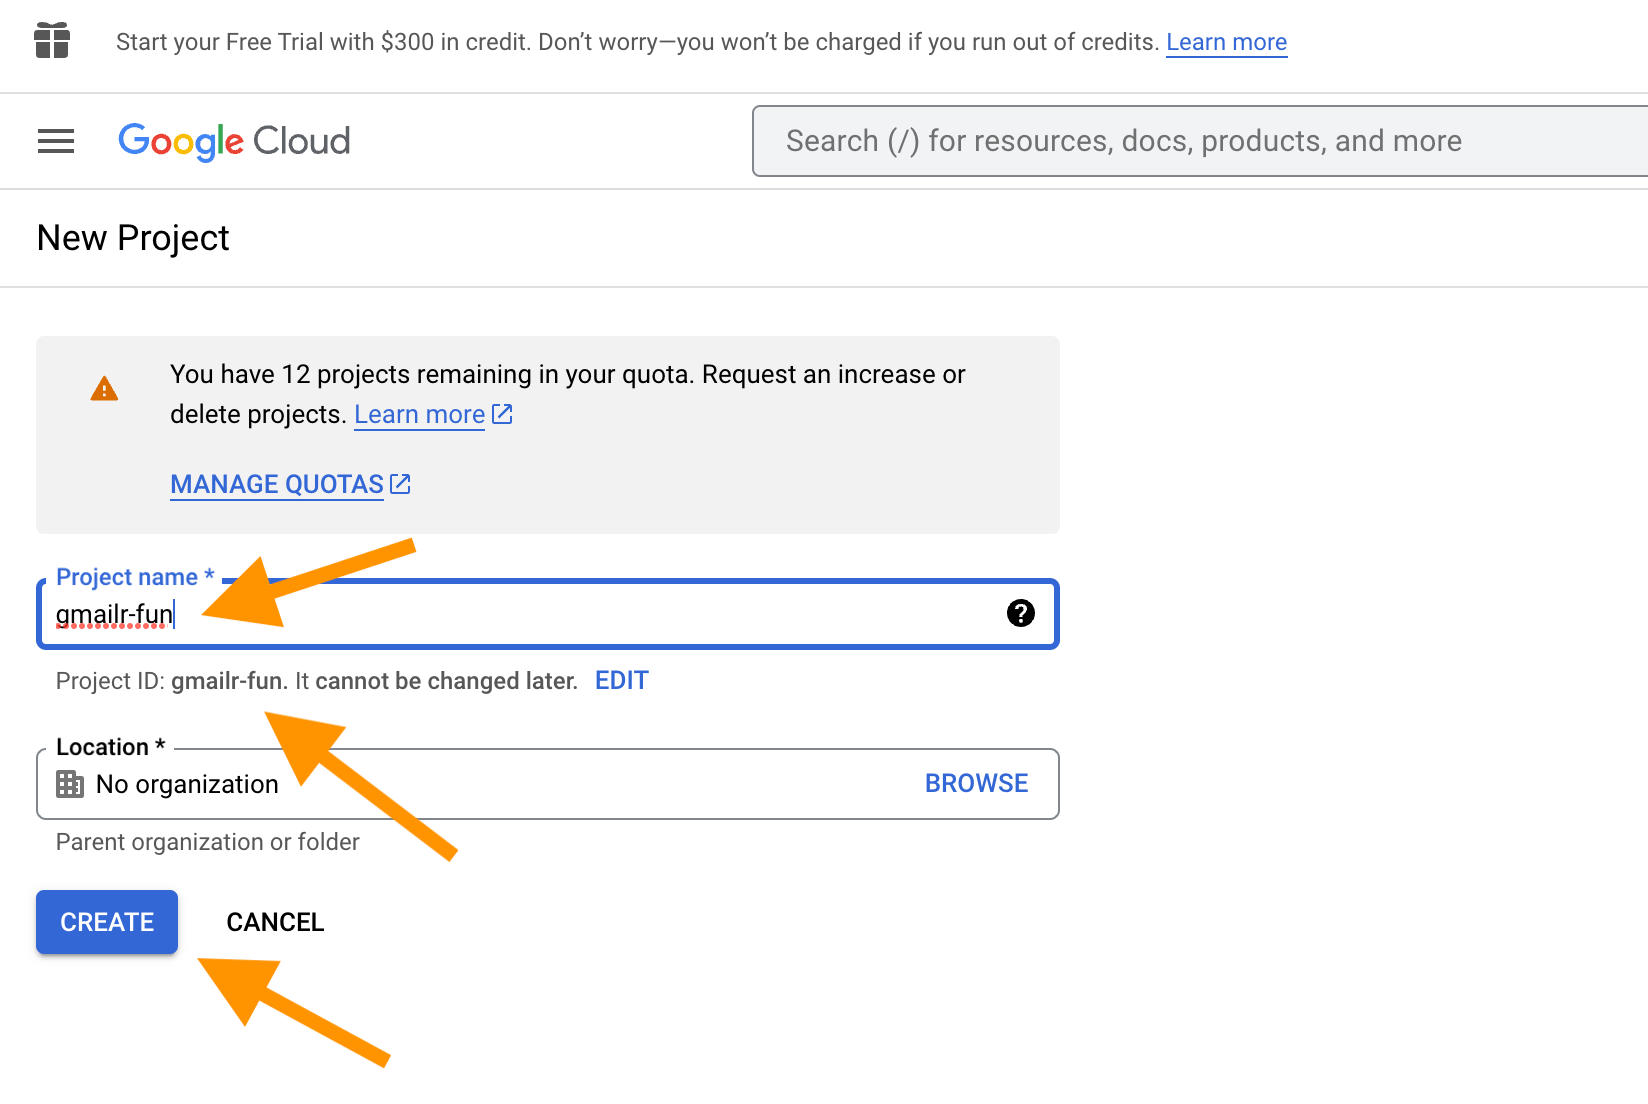 Start your Free Trial with $300 in credit. Don’t worry—you won’t be charged if you run out of credits. Learn more
Google Cloud
Search (/) for resources, docs, products, and more
New Project
You have 12 projects remaining in your quota. Request an increase or
delete projects. Learn more
MANAGE QUOTAS
Project name *
gmailr-fun
Project ID: gmailr-fun. It cannot be changed later. EDIT
Location *
No organization BROWSE
Parent organization or folder
CREATE CANCEL